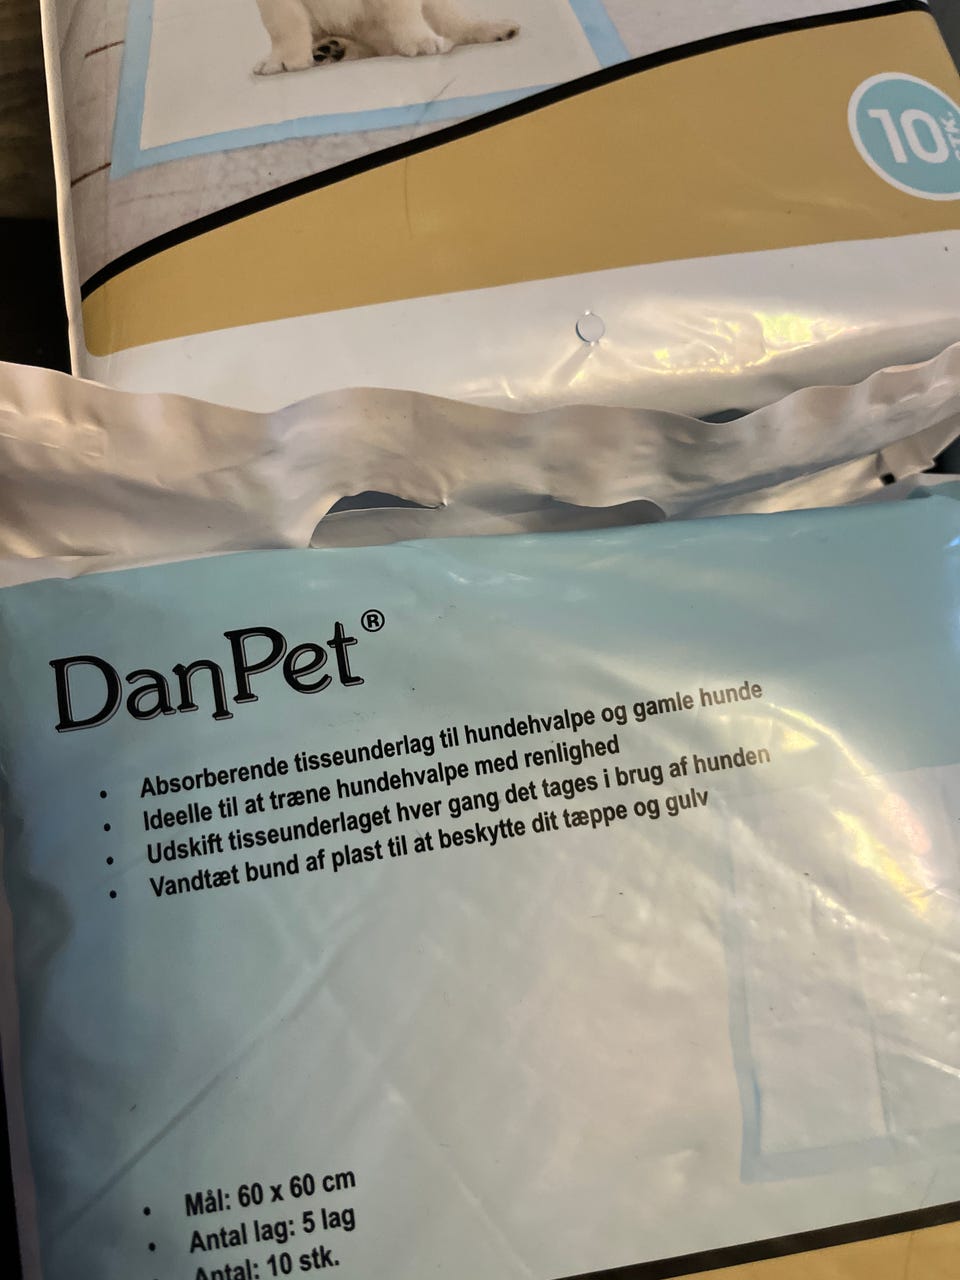 10
STK
DanPet®
• Absorberende tisseunderlag til hundehvalpe og gamle hunde
• Ideelle til at træne hundehvalpe med renlighed
• Udskift tisseunderlaget hver gang det tages i brug af hunden
• Vandtæt bund af plast til at beskytte dit tæppe og gulv
• Mål: 60 x 60 cm
• Antal lag: 5 lag
• Antal: 10 stk.